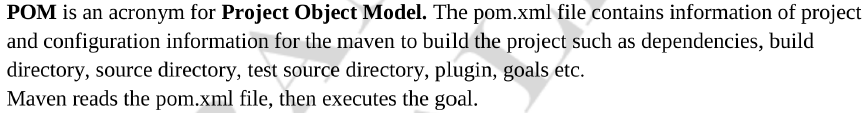 POM is an acronym for Project Object Model. The pom.xml file contains information of project
and configuration information for the maven to build the project such as dependencies, build
directory, source directory, test source directory, plugin, goals etc.
Maven reads the pom.xml file, then executes the goal.